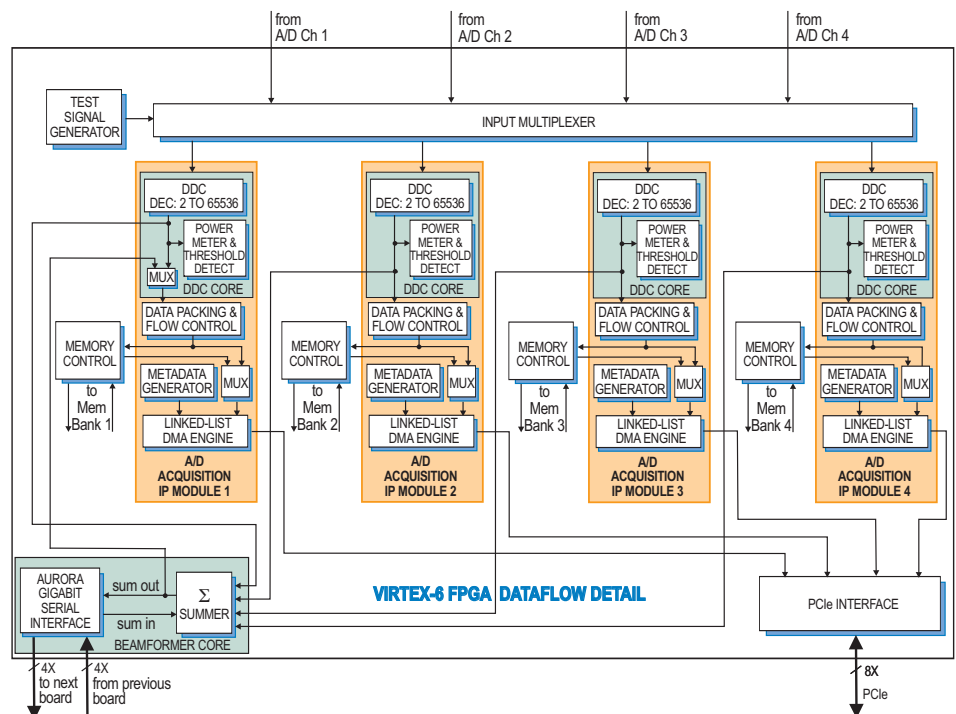 from
A/D Ch 1
from
A/D Ch 2
from
A/D Ch 3
from
A/D Ch 4
TEST
SIGNAL
GENERATOR
INPUT MULTIPLEXER
DDC
DEC: 2 TO 65536
POWER
METER &
THRESHOLD
DETECT
MUX
DDC CORE
DATA PACKING &
FLOW CONTROL
MEMORY
CONTROL
METADATA
GENERATOR
MUX
to
Mem
Bank 1
LINKED-LIST
DMA ENGINE
A/D
ACQUISITION
IP MODULE 1
DDC
DEC: 2 TO 65536
POWER
METER &
THRESHOLD
DETECT
DDC CORE
DATA PACKING &
FLOW CONTROL
MEMORY
CONTROL
METADATA
GENERATOR
MUX
to
Mem
Bank 2
LINKED-LIST
DMA ENGINE
A/D
ACQUISITION
IP MODULE 2
DDC
DEC: 2 TO 65536
POWER
METER &
THRESHOLD
DETECT
DDC CORE
DATA PACKING &
FLOW CONTROL
MEMORY
CONTROL
METADATA
GENERATOR
MUX
to
Mem
Bank 3
LINKED-LIST
DMA ENGINE
A/D
ACQUISITION
IP MODULE 3
DDC
DEC: 2 TO 65536
POWER
METER &
THRESHOLD
DETECT
DDC CORE
DATA PACKING &
FLOW CONTROL
MEMORY
CONTROL
METADATA
GENERATOR
MUX
to
Mem
Bank 4
LINKED-LIST
DMA ENGINE
A/D
ACQUISITION
IP MODULE 4
AURORA
GIGABIT
SERIAL
INTERFACE
sum out
sum in
Σ
SUMMER
BEAMFORMER CORE
VIRTEX-6 FPGA DATAFLOW DETAIL
PCIe INTERFACE
4X
to next
board
4X
from previous
board
8X
PCIe